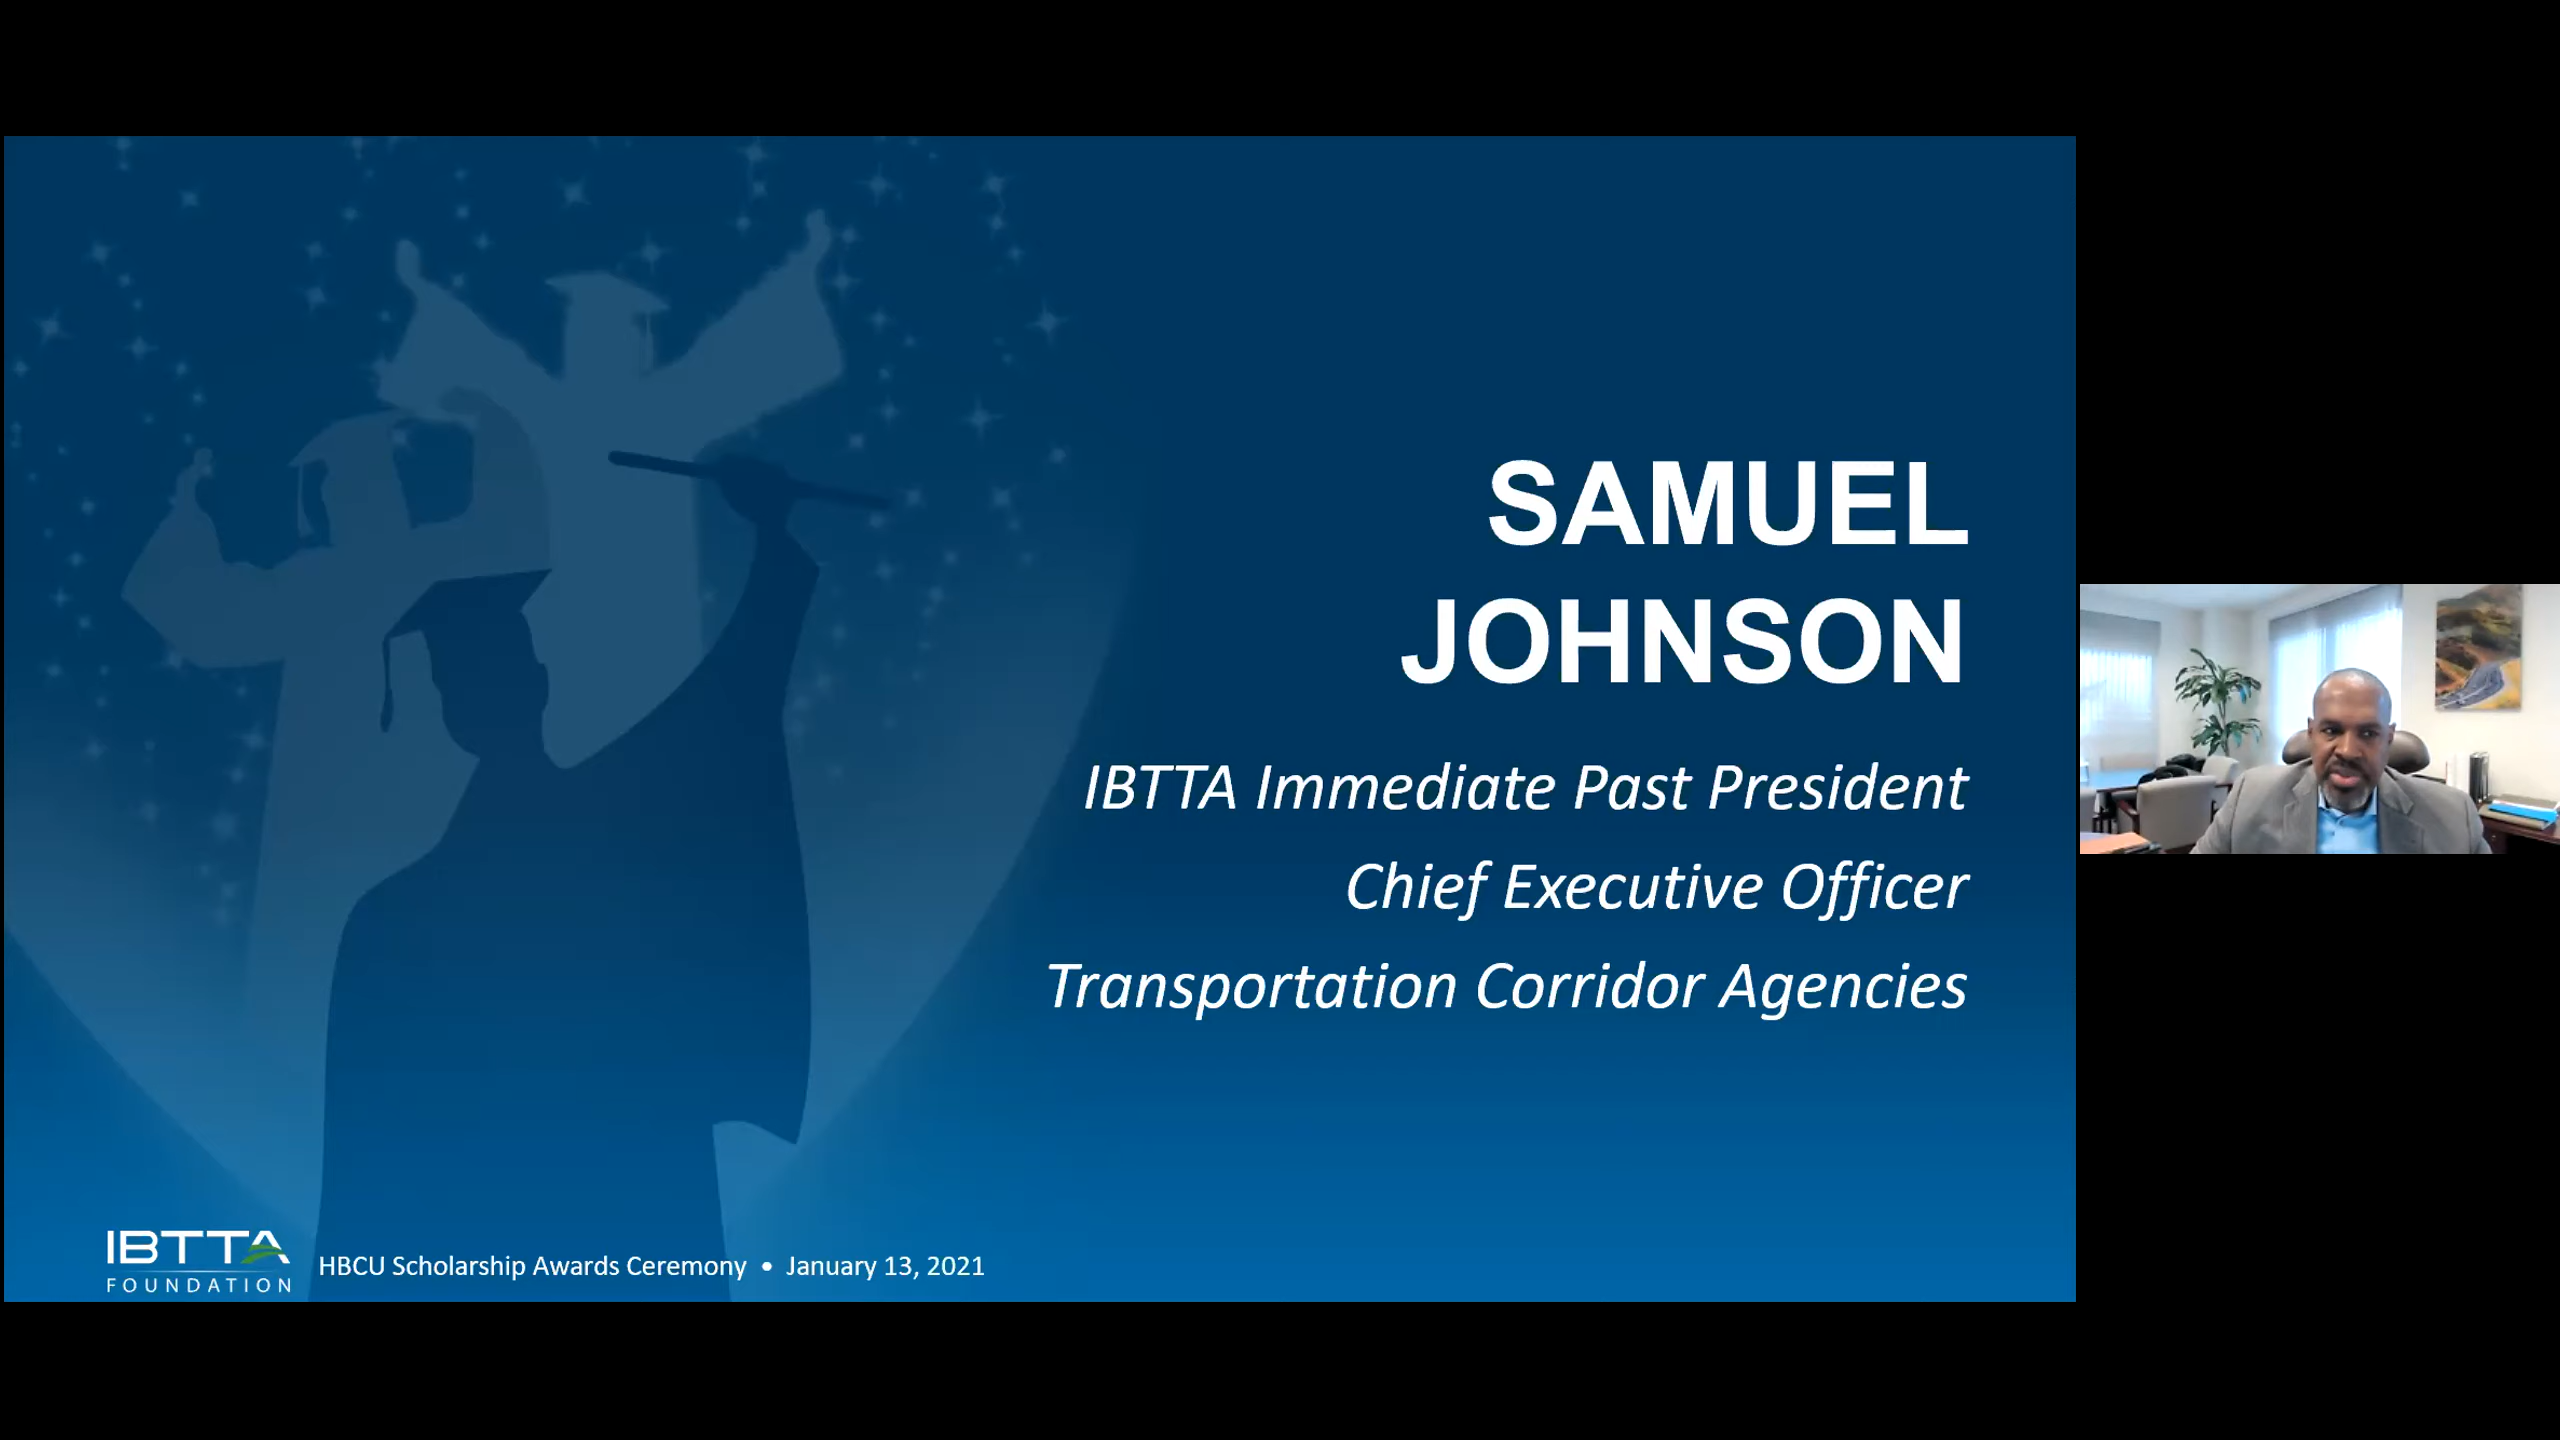 SAMUEL
JOHNSON
IBTTA Immediate Past President
Chief Executive Officer
Transportation Corridor Agencies
IBTTA
FOUNDATION
HBCU Scholarship Awards Ceremony • January 13, 2021